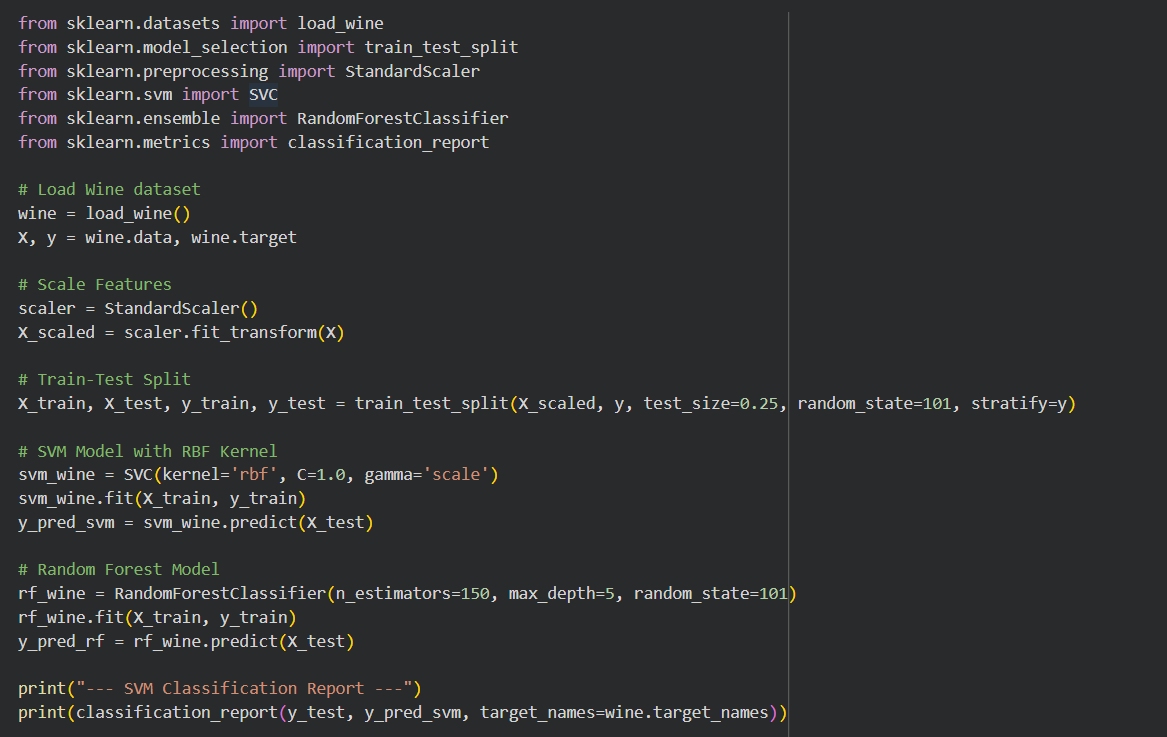 from sklearn.datasets import load_wine
from sklearn.model_selection import train_test_split
from sklearn.preprocessing import StandardScaler
from sklearn.svm import SVC
from sklearn.ensemble import RandomForestClassifier
from sklearn.metrics import classification_report

# Load Wine dataset
wine = load_wine()
X, y = wine.data, wine.target

# Scale Features
scaler = StandardScaler()
X_scaled = scaler.fit_transform(X)

# Train-Test Split
X_train, X_test, y_train, y_test = train_test_split(X_scaled, y, test_size=0.25, random_state=101, stratify=y)

# SVM Model with RBF Kernel
svm_wine = SVC(kernel='rbf', C=1.0, gamma='scale')
svm_wine.fit(X_train, y_train)
y_pred_svm = svm_wine.predict(X_test)

# Random Forest Model
rf_wine = RandomForestClassifier(n_estimators=150, max_depth=5, random_state=101)
rf_wine.fit(X_train, y_train)
y_pred_rf = rf_wine.predict(X_test)

print("--- SVM Classification Report ---")
print(classification_report(y_test, y_pred_svm, target_names=wine.target_names))